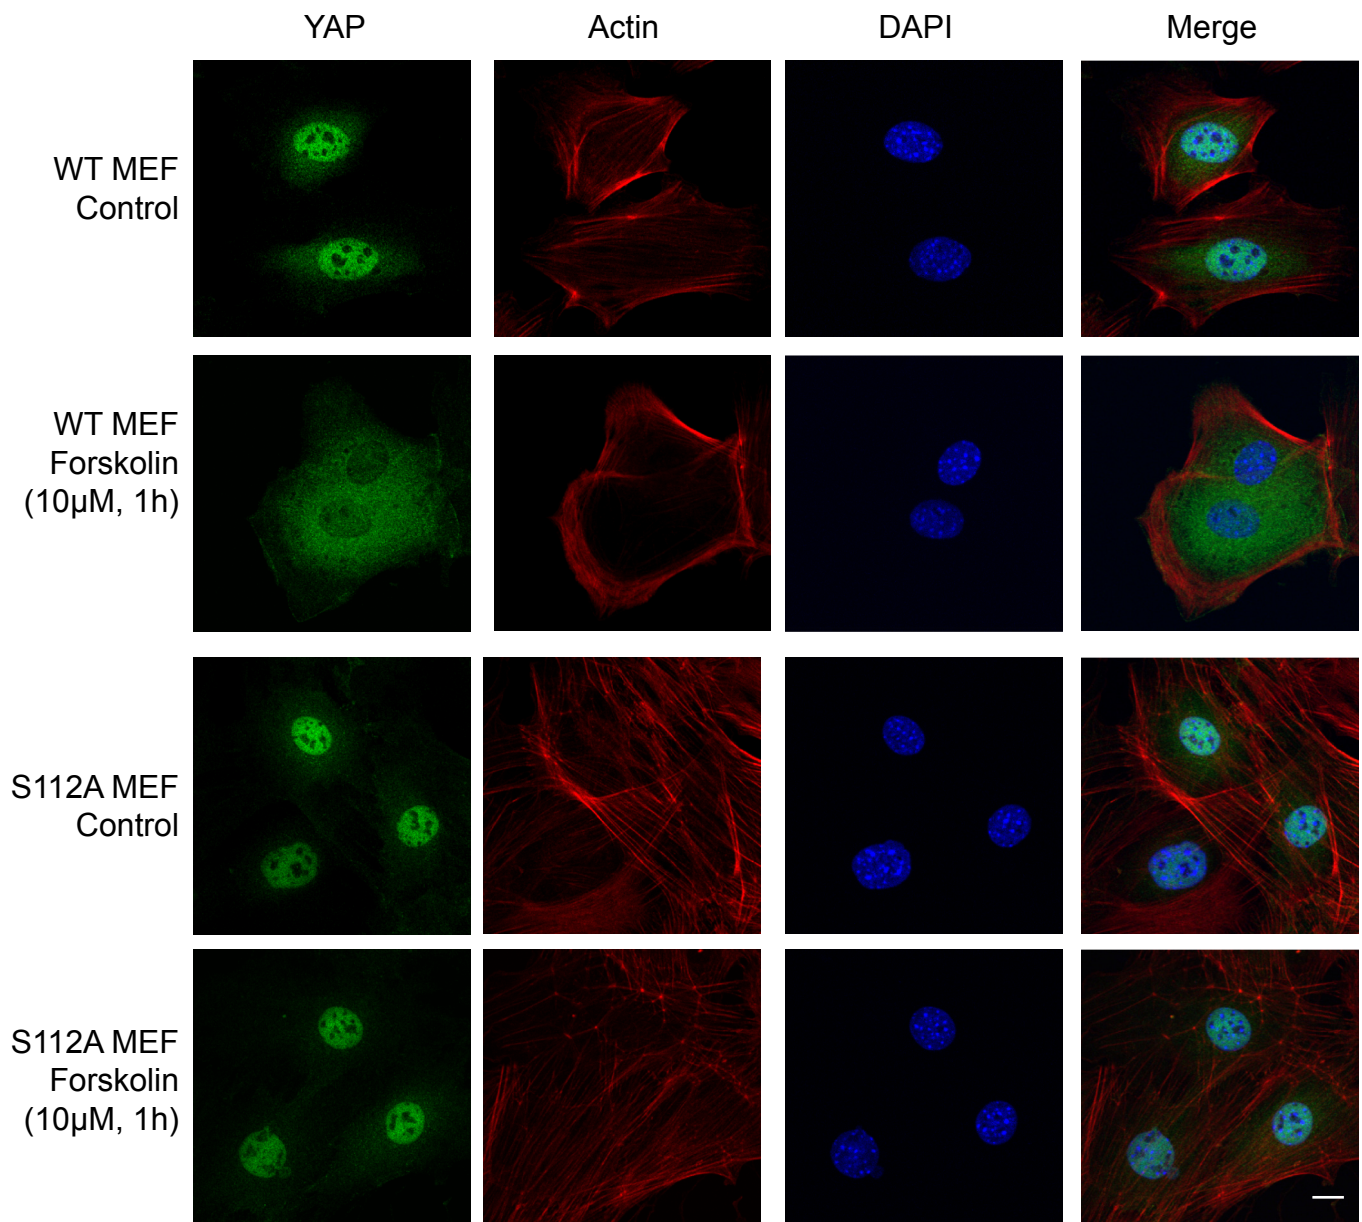 YAP Actin DAPI Merge
WT MEF
Control
WT MEF
Forskolin
(10µM, 1h)
S112A MEF
Control
S112A MEF
Forskolin
(10µM, 1h)